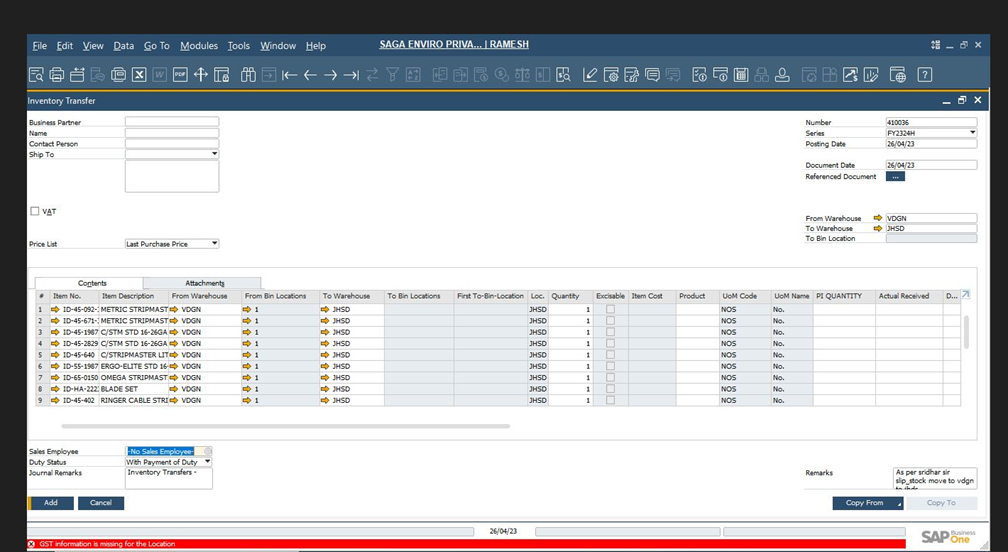 File Edit View Data Go To Modules Tools Window Help SAGA ENVIRO PRIVA... | RAMESH
Inventory Transfer
Business Partner
Name
Contact Person
Ship To
Number 410036
Series FY2324H
Posting Date 26/04/23
Document Date 26/04/23
Referenced Document ...
VAT
From Warehouse VDGN
To Warehouse JHSD
To Bin Location
Price List Last Purchase Price
Contents Attachments
# Item No. Item Description From Warehouse From Bin Locations To Warehouse To Bin Locations First To-Bin-Location Loc. Quantity Excisable Item Cost Product UoM Code UoM Name PI QUANTITY Actual Received D...
1 ID-45-092- METRIC STRIPMAST VDGN 1 JHSD JHSD 1 NOS No.
2 ID-45-671- METRIC STRIPMAST VDGN 1 JHSD JHSD 1 NOS No.
3 ID-45-1987 C/STM STD 16-26GA VDGN 1 JHSD JHSD 1 NOS No.
4 ID-45-2829 C/STM STD 16-26GA VDGN 1 JHSD JHSD 1 NOS No.
5 ID-45-640 C/STRIPMASTER LIT VDGN 1 JHSD JHSD 1 NOS No.
6 ID-55-1987 ERGO-ELITE STD 16- VDGN 1 JHSD JHSD 1 NOS No.
7 ID-65-0150 OMEGA STRIPMAST VDGN 1 JHSD JHSD 1 NOS No.
8 ID-HA-222 BLADE SET VDGN 1 JHSD JHSD 1 NOS No.
9 ID-45-402 RINGER CABLE STRI VDGN 1 JHSD JHSD 1 NOS No.
Sales Employee -No Sales Employee-
Duty Status With Payment of Duty
Journal Remarks Inventory Transfers -
Remarks As per sridhar sir
slip_stock move to vdgn
Add Cancel Copy From Copy To
26/04/23
GST information is missing for the Location
SAP Business One